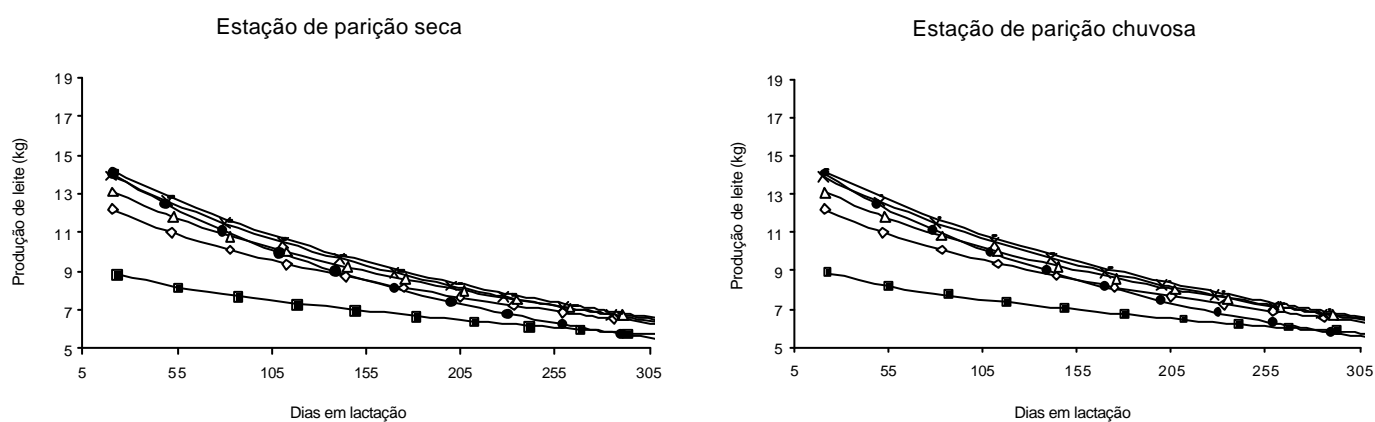 Estação de parição seca
19
17
15
13
11
9
7
5
Produção de leite (kg)
5 55 105 155 205 255 305
Dias em lactação
Estação de parição chuvosa
19
17
15
13
11
9
7
5
Produção de leite (kg)
5 55 105 155 205 255 305
Dias em lactação